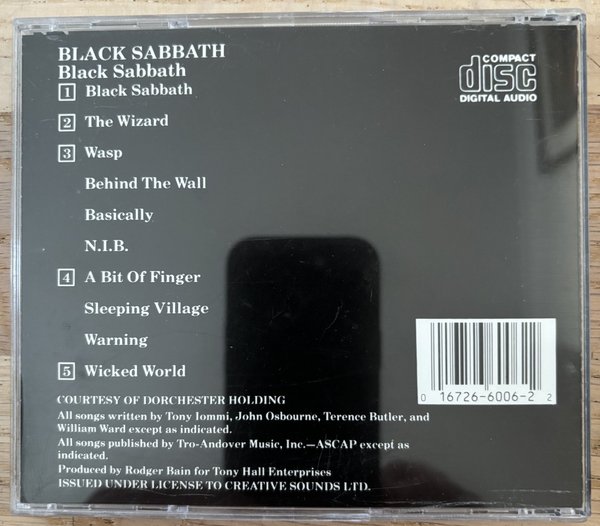 BLACK SABBATH
Black Sabbath
1 Black Sabbath
2 The Wizard
3 Wasp
Behind The Wall
Basically
N.I.B.
4 A Bit Of Finger
Sleeping Village
Warning
5 Wicked World
COMPACT
disc
DIGITAL AUDIO
0 16726-6006-2 2
COURTESY OF DORCHESTER HOLDING
All songs written by Tony Iommi, John Osbourne, Terence Butler, and
William Ward except as indicated.
All songs published by Tro-Andover Music, Inc.—ASCAP except as
indicated.
Produced by Rodger Bain for Tony Hall Enterprises
ISSUED UNDER LICENSE TO CREATIVE SOUNDS LTD.